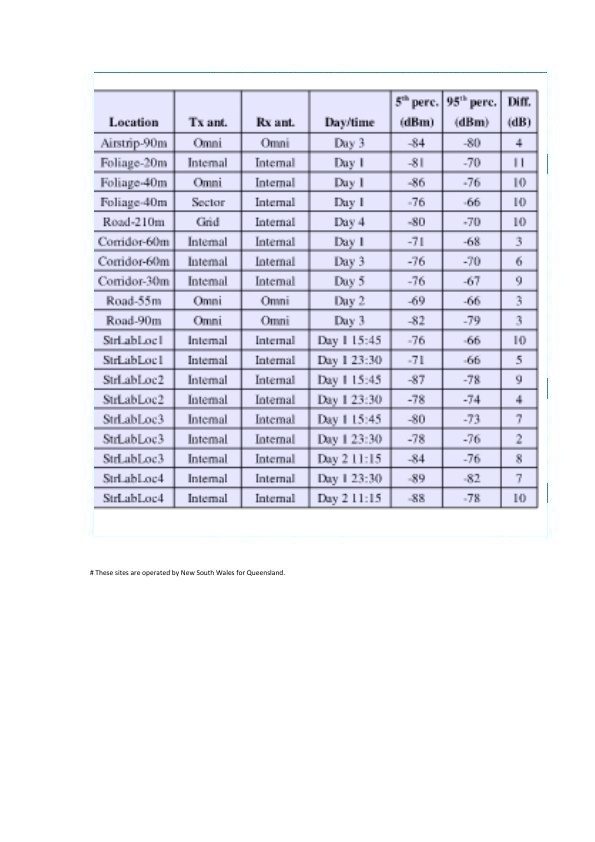 5th perc. 95th perc. Diff.
Location Tx ant. Rx ant. Day/time (dBm) (dBm) (dB)
Airstrip-90m Omni Omni Day 3 -84 -80 4
Foliage-20m Internal Internal Day 1 -81 -70 11
Foliage-40m Omni Internal Day 1 -86 -76 10
Foliage-40m Sector Internal Day 1 -76 -66 10
Road-210m Grid Internal Day 4 -80 -70 10
Corridor-60m Internal Internal Day 1 -71 -68 3
Corridor-60m Internal Internal Day 3 -76 -70 6
Corridor-30m Internal Internal Day 5 -76 -67 9
Road-55m Omni Omni Day 2 -69 -66 3
Road-90m Omni Omni Day 3 -82 -79 3
StrLabLoc1 Internal Internal Day 1 15:45 -76 -66 10
StrLabLoc1 Internal Internal Day 1 23:30 -71 -66 5
StrLabLoc2 Internal Internal Day 1 15:45 -87 -78 9
StrLabLoc2 Internal Internal Day 1 23:30 -78 -74 4
StrLabLoc3 Internal Internal Day 1 15:45 -80 -73 7
StrLabLoc3 Internal Internal Day 1 23:30 -78 -76 2
StrLabLoc3 Internal Internal Day 2 11:15 -84 -76 8
StrLabLoc4 Internal Internal Day 1 23:30 -89 -82 7
StrLabLoc4 Internal Internal Day 2 11:15 -88 -78 10
# These sites are operated by New South Wales for Queensland.